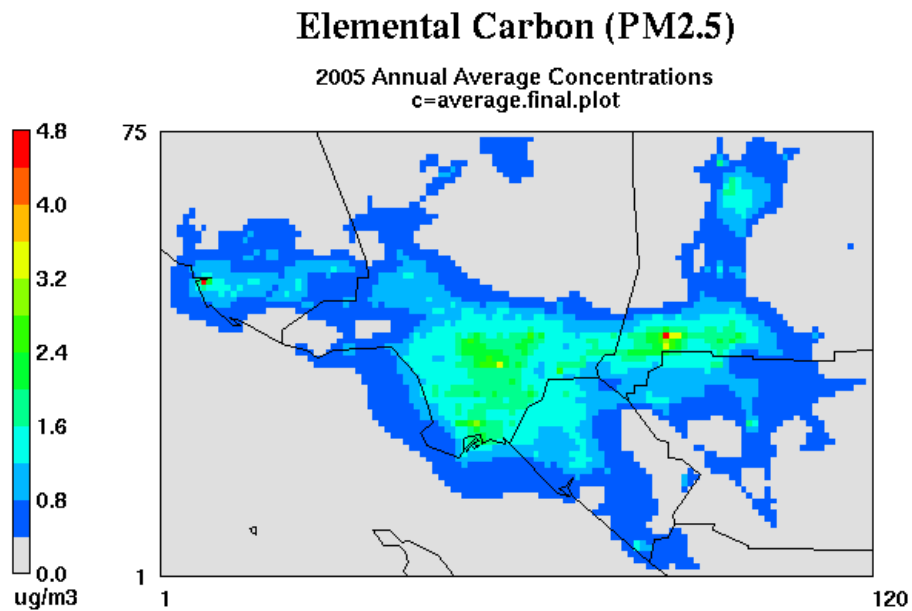 Elemental Carbon (PM2.5)
2005 Annual Average Concentrations
c=average.final.plot
4.8
4.0
3.2
2.4
1.6
0.8
0.0
ug/m3
75
1
1
120